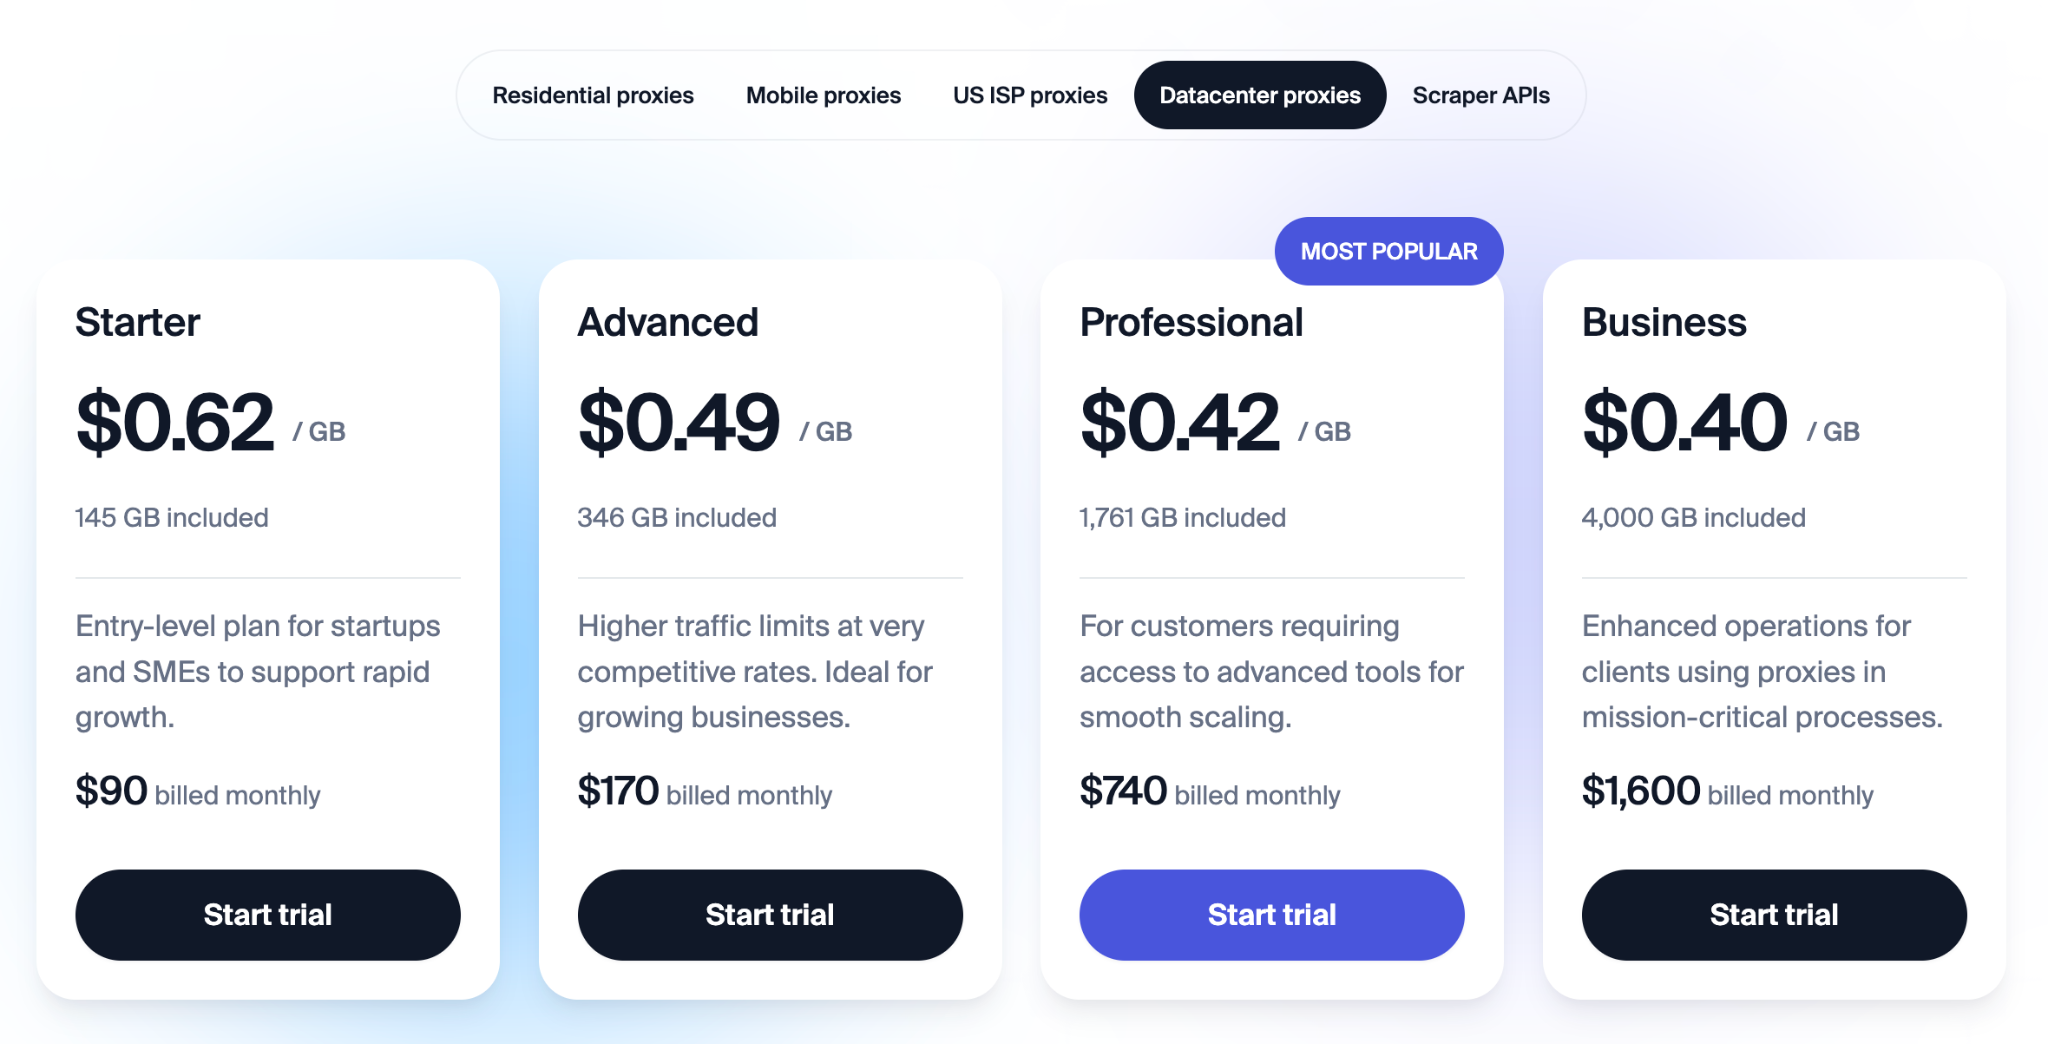 Residential proxies
Mobile proxies
US ISP proxies
Datacenter proxies
Scraper APIs
Starter
$0.62 / GB
145 GB included
Entry-level plan for startups
and SMEs to support rapid
growth.
$90 billed monthly
Start trial
Advanced
$0.49 / GB
346 GB included
Higher traffic limits at very
competitive rates. Ideal for
growing businesses.
$170 billed monthly
Start trial
MOST POPULAR
Professional
$0.42 / GB
1,761 GB included
For customers requiring
access to advanced tools for
smooth scaling.
$740 billed monthly
Start trial
Business
$0.40 / GB
4,000 GB included
Enhanced operations for
clients using proxies in
mission-critical processes.
$1,600 billed monthly
Start trial